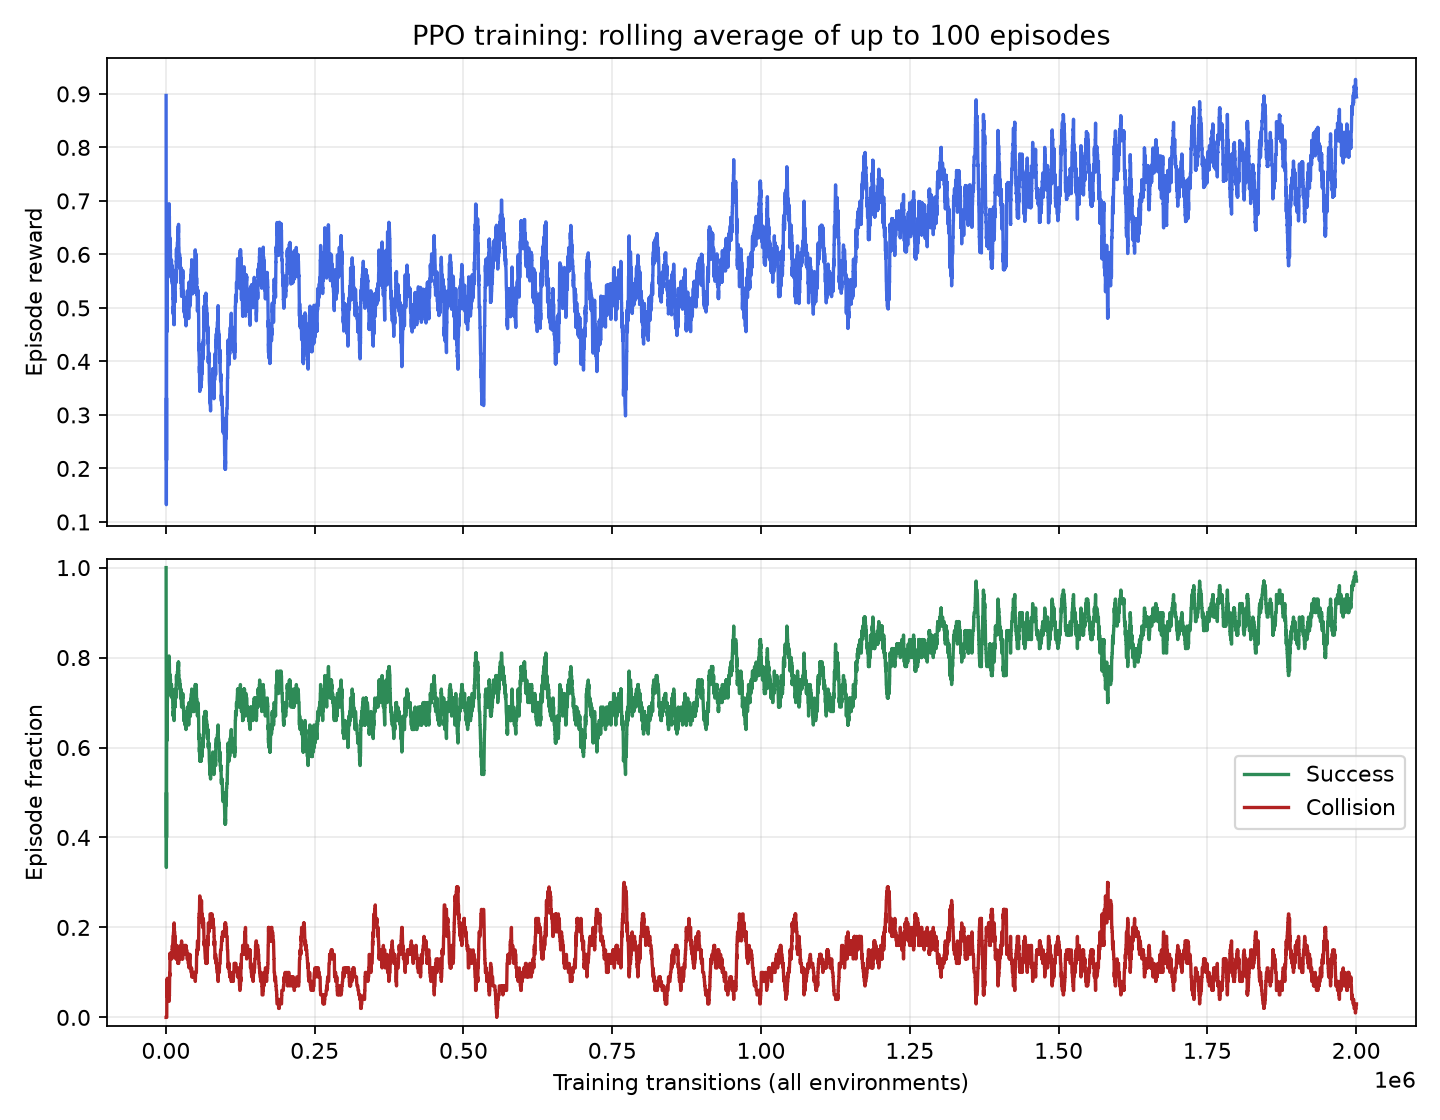 PPO training: rolling average of up to 100 episodes
Episode reward
0.9
0.8
0.7
0.6
0.5
0.4
0.3
0.2
0.1
Episode fraction
1.0
0.8
0.6
0.4
0.2
0.0
Success
Collision
0.00 0.25 0.50 0.75 1.00 1.25 1.50 1.75 2.00
1e6
Training transitions (all environments)